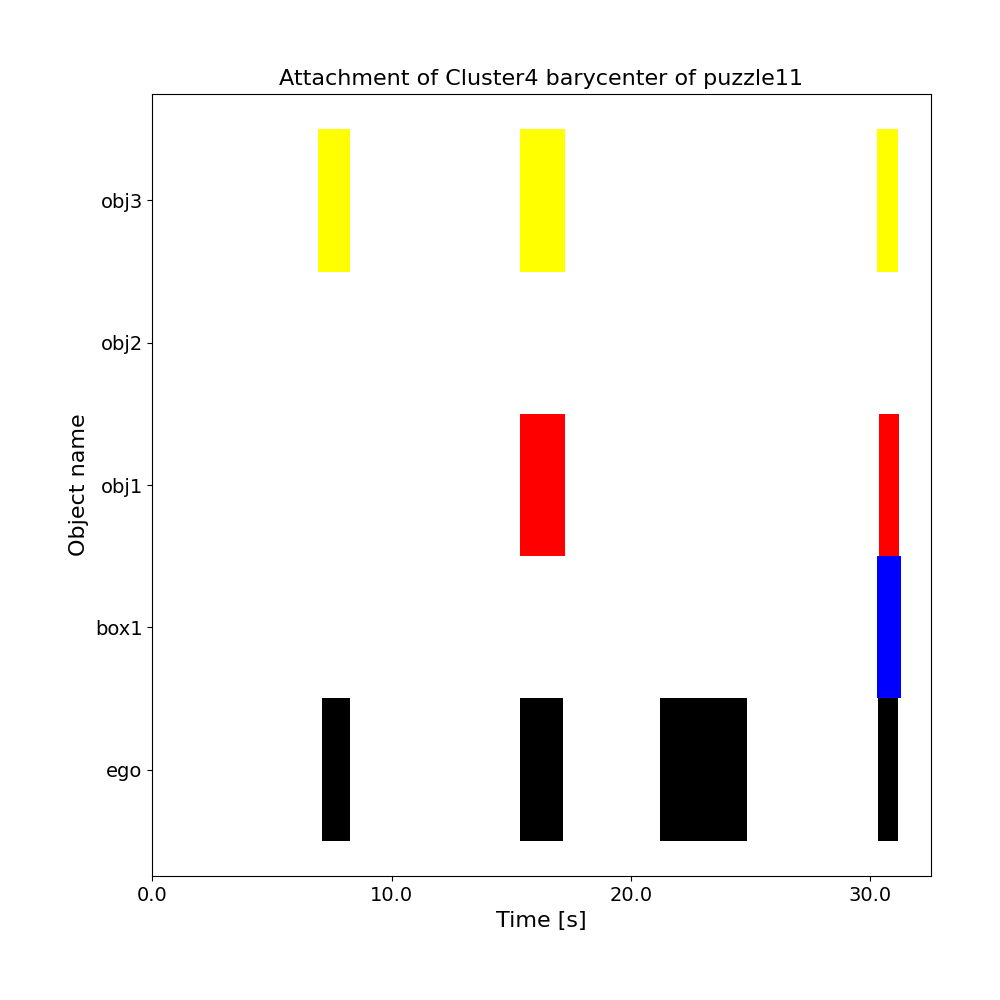 Attachment of Cluster4 barycenter of puzzle11
obj3
obj2
obj1
box1
ego
Object name
0.0 10.0 20.0 30.0
Time [s]